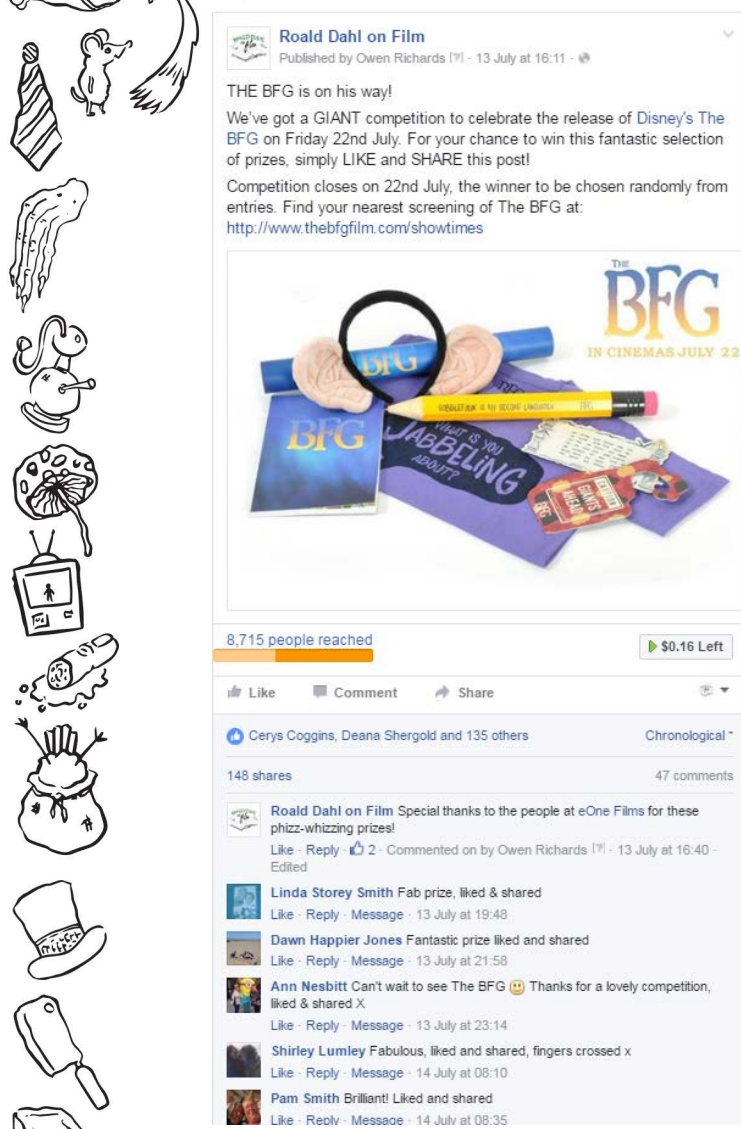 Roald Dahl on Film
Published by Owen Richards [?] · 13 July at 16:11 ·
THE BFG is on his way!
We've got a GIANT competition to celebrate the release of Disney's The
BFG on Friday 22nd July. For your chance to win this fantastic selection
of prizes, simply LIKE and SHARE this post!
Competition closes on 22nd July, the winner to be chosen randomly from
entries. Find your nearest screening of The BFG at:
http://www.thebfgfilm.com/showtimes
THE
BFG
IN CINEMAS JULY 22
BFG
GOBBLEFUNK IS MY SECOND LANGUAGE BFG
BFG
WHAT IS YOU
JABBELING
ABOUT?
CAUTION
GIANTS
AHEAD
BFG
8,715 people reached
$0.16 Left
Like Comment Share
Cerys Coggins, Deana Shergold and 135 others Chronological
148 shares 47 comments
Roald Dahl on Film Special thanks to the people at eOne Films for these
phizz-whizzing prizes!
Like · Reply · 2 · Commented on by Owen Richards [?] · 13 July at 16:40 ·
Edited
Linda Storey Smith Fab prize, liked & shared
Like · Reply · Message · 13 July at 19:48
Dawn Happier Jones Fantastic prize liked and shared
Like · Reply · Message · 13 July at 21:58
Ann Nesbitt Can't wait to see The BFG 🙂 Thanks for a lovely competition,
liked & shared X
Like · Reply · Message · 13 July at 23:14
Shirley Lumley Fabulous, liked and shared, fingers crossed x
Like · Reply · Message · 14 July at 08:10
Pam Smith Brilliant! Liked and shared
Like · Reply · Message · 14 July at 08:35